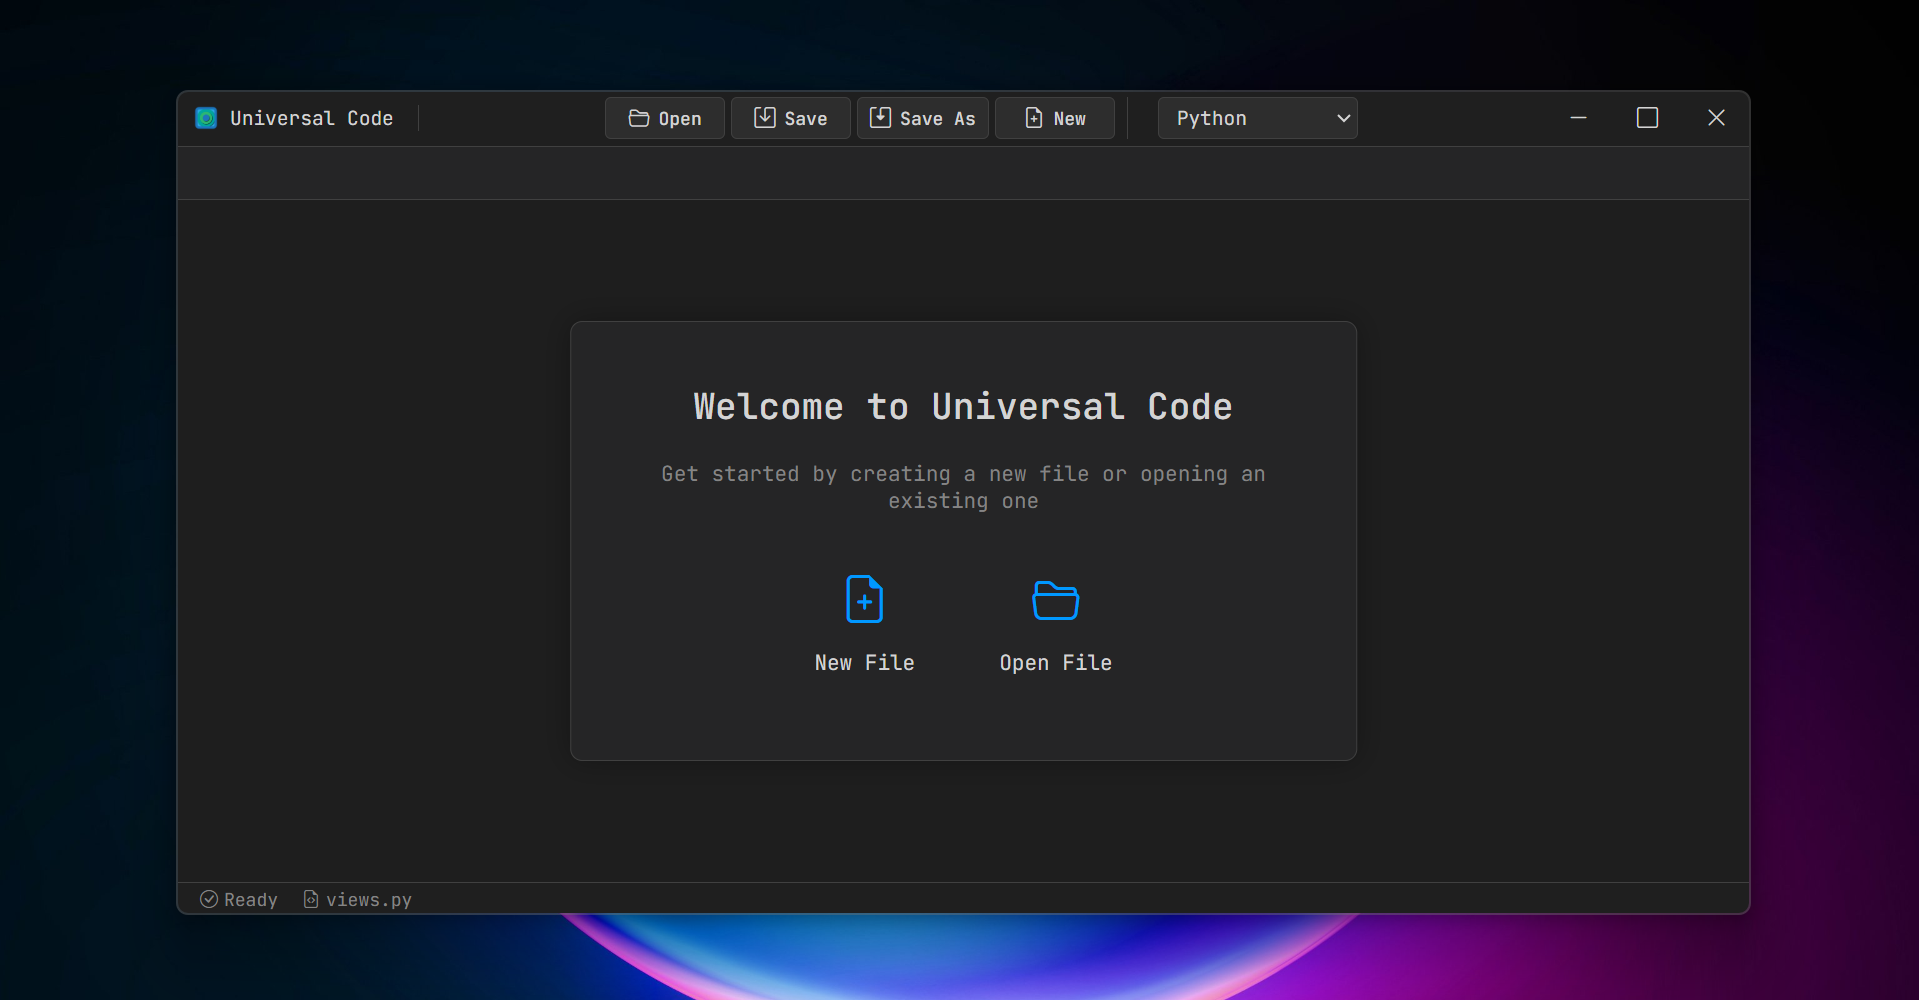 Universal Code
Open
Save
Save As
New
Python
Welcome to Universal Code
Get started by creating a new file or opening an
existing one
New File
Open File
Ready
views.py